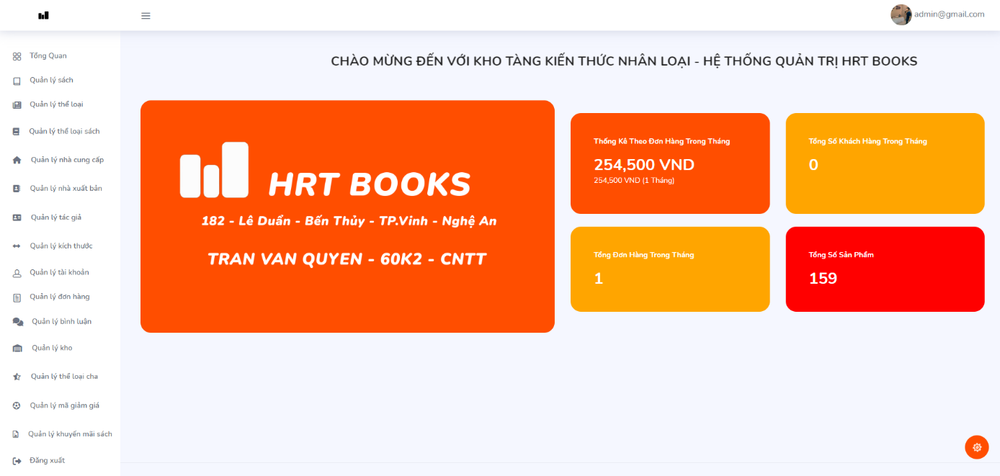 admin@gmail.com
Tổng Quan
Quản lý sách
Quản lý thể loại
Quản lý thể loại sách
Quản lý nhà cung cấp
Quản lý nhà xuất bản
Quản lý tác giả
Quản lý kích thước
Quản lý tài khoản
Quản lý đơn hàng
Quản lý bình luận
Quản lý kho
Quản lý thể loại cha
Quản lý mã giảm giá
Quản lý khuyến mãi sách
Đăng xuất
CHÀO MỪNG ĐẾN VỚI KHO TÀNG KIẾN THỨC NHÂN LOẠI - HỆ THỐNG QUẢN TRỊ HRT BOOKS
HRT BOOKS
182 - Lê Duẩn - Bến Thủy - TP.Vinh - Nghệ An
TRAN VAN QUYEN - 60K2 - CNTT
Thống Kê Theo Đơn Hàng Trong Tháng
254,500 VND
254,500 VND (1 Tháng)
Tổng Số Khách Hàng Trong Tháng
0
Tổng Đơn Hàng Trong Tháng
1
Tổng Số Sản Phẩm
159